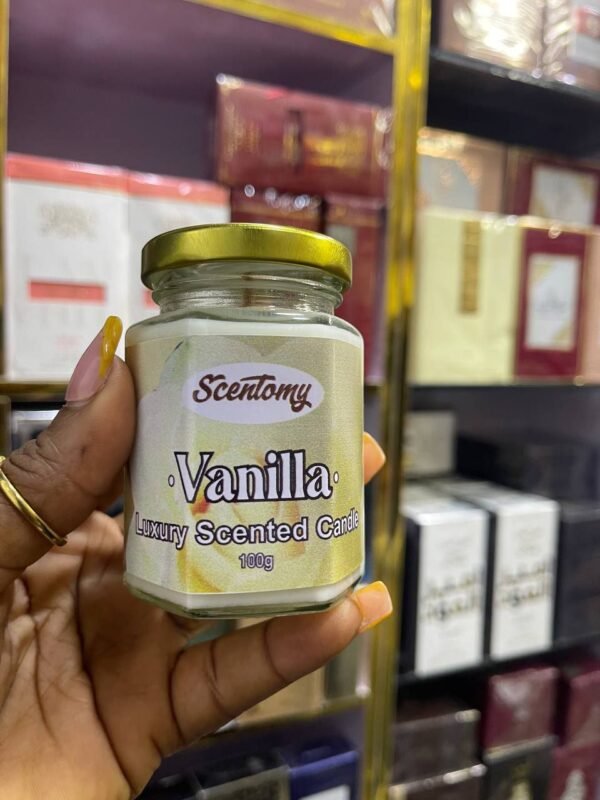 Scentomy
·Vanilla·
Luxury Scented Candle
100g